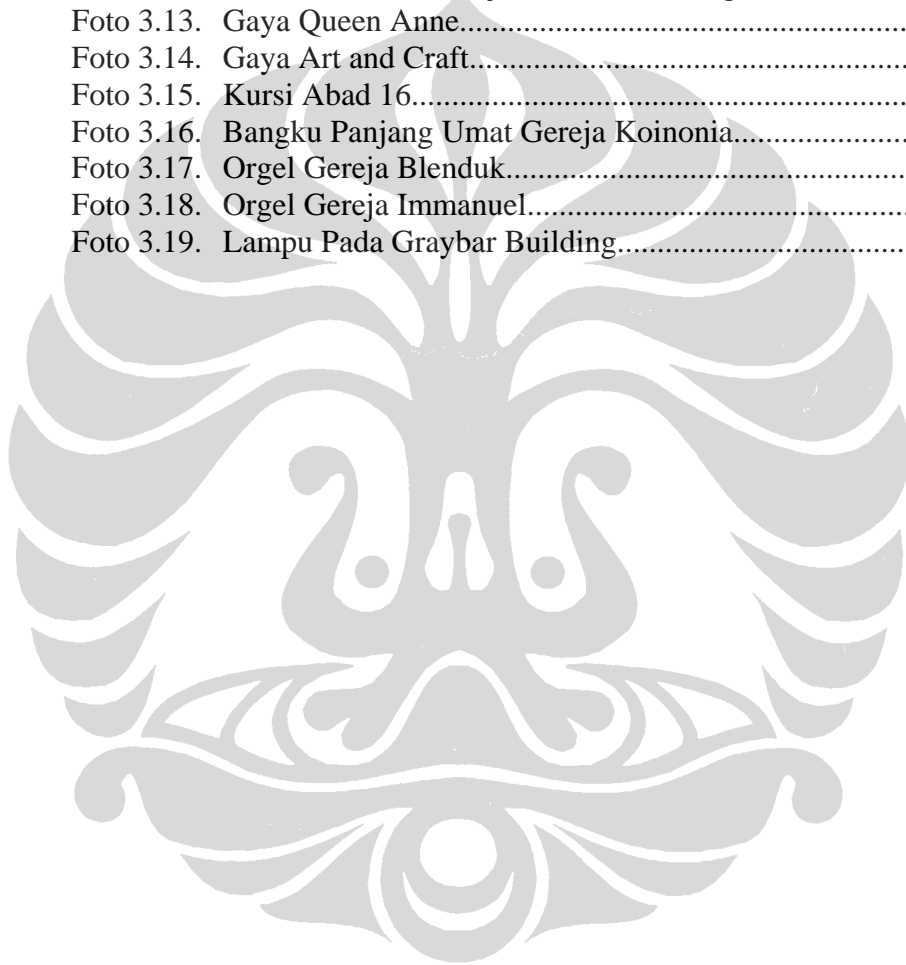 Foto 3.13. Gaya Queen Anne....................................................................
Foto 3.14. Gaya Art and Craft...................................................................
Foto 3.15. Kursi Abad 16..........................................................................
Foto 3.16. Bangku Panjang Umat Gereja Koinonia...........................
Foto 3.17. Orgel Gereja Blenduk..............................................................
Foto 3.18. Orgel Gereja Immanuel...........................................................
Foto 3.19. Lampu Pada Graybar Building............................................